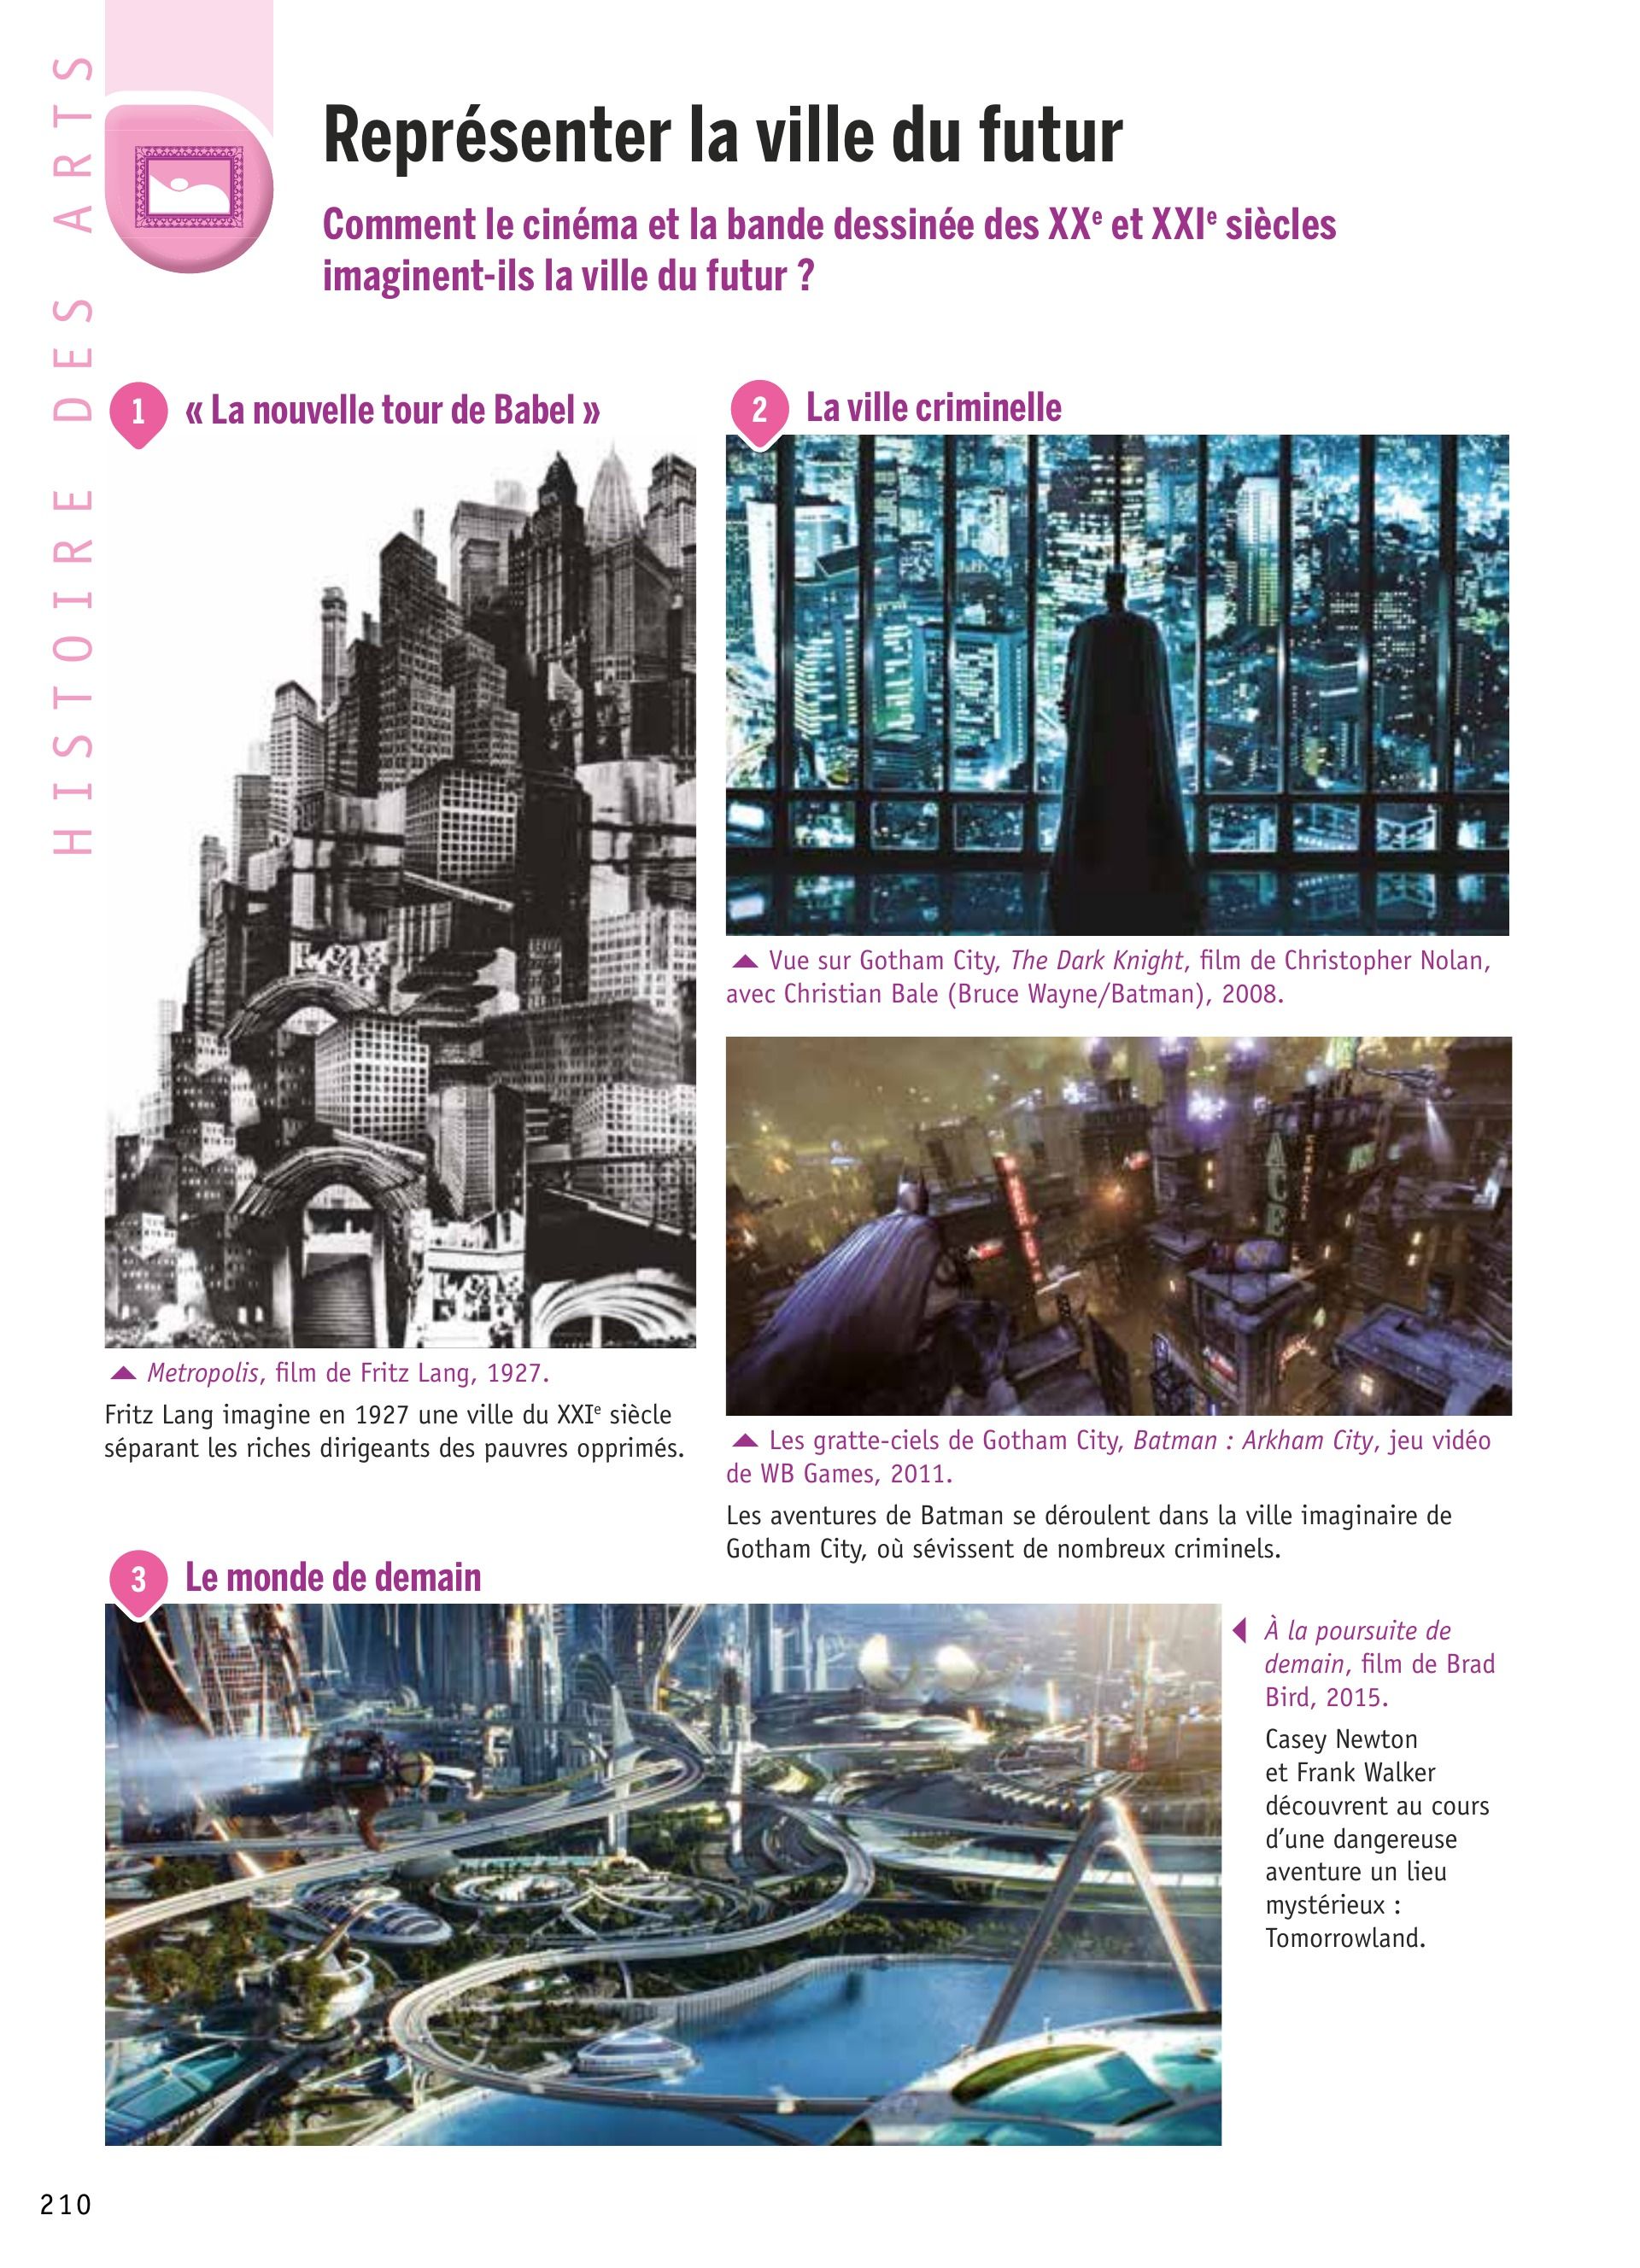 HISTOIRE DES ARTS
Représenter la ville du futur
Comment le cinéma et la bande dessinée des XXe et XXIe siècles
imaginent-ils la ville du futur ?
1 « La nouvelle tour de Babel »
▲ Metropolis, film de Fritz Lang, 1927.
Fritz Lang imagine en 1927 une ville du XXIe siècle
séparant les riches dirigeants des pauvres opprimés.
2 La ville criminelle
▲ Vue sur Gotham City, The Dark Knight, film de Christopher Nolan,
avec Christian Bale (Bruce Wayne/Batman), 2008.
ACE
▲ Les gratte-ciels de Gotham City, Batman : Arkham City, jeu vidéo
de WB Games, 2011.
Les aventures de Batman se déroulent dans la ville imaginaire de
Gotham City, où sévissent de nombreux criminels.
3 Le monde de demain
◀ À la poursuite de
demain, film de Brad
Bird, 2015.
Casey Newton
et Frank Walker
découvrent au cours
d'une dangereuse
aventure un lieu
mystérieux :
Tomorrowland.
210